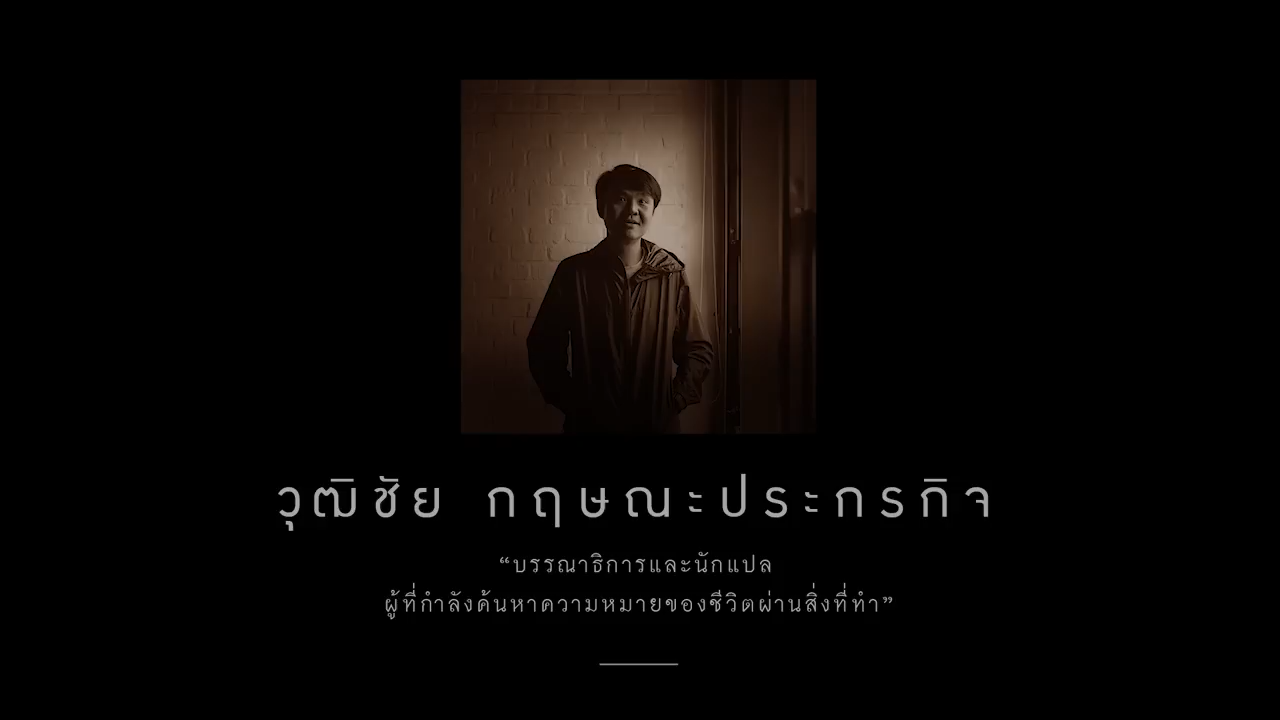 วุฒิชัย กฤษณะประกรกิจ
“บรรณาธิการและนักแปล
ผู้ที่กำลังค้นหาความหมายของชีวิตผ่านสิ่งที่ทำ”